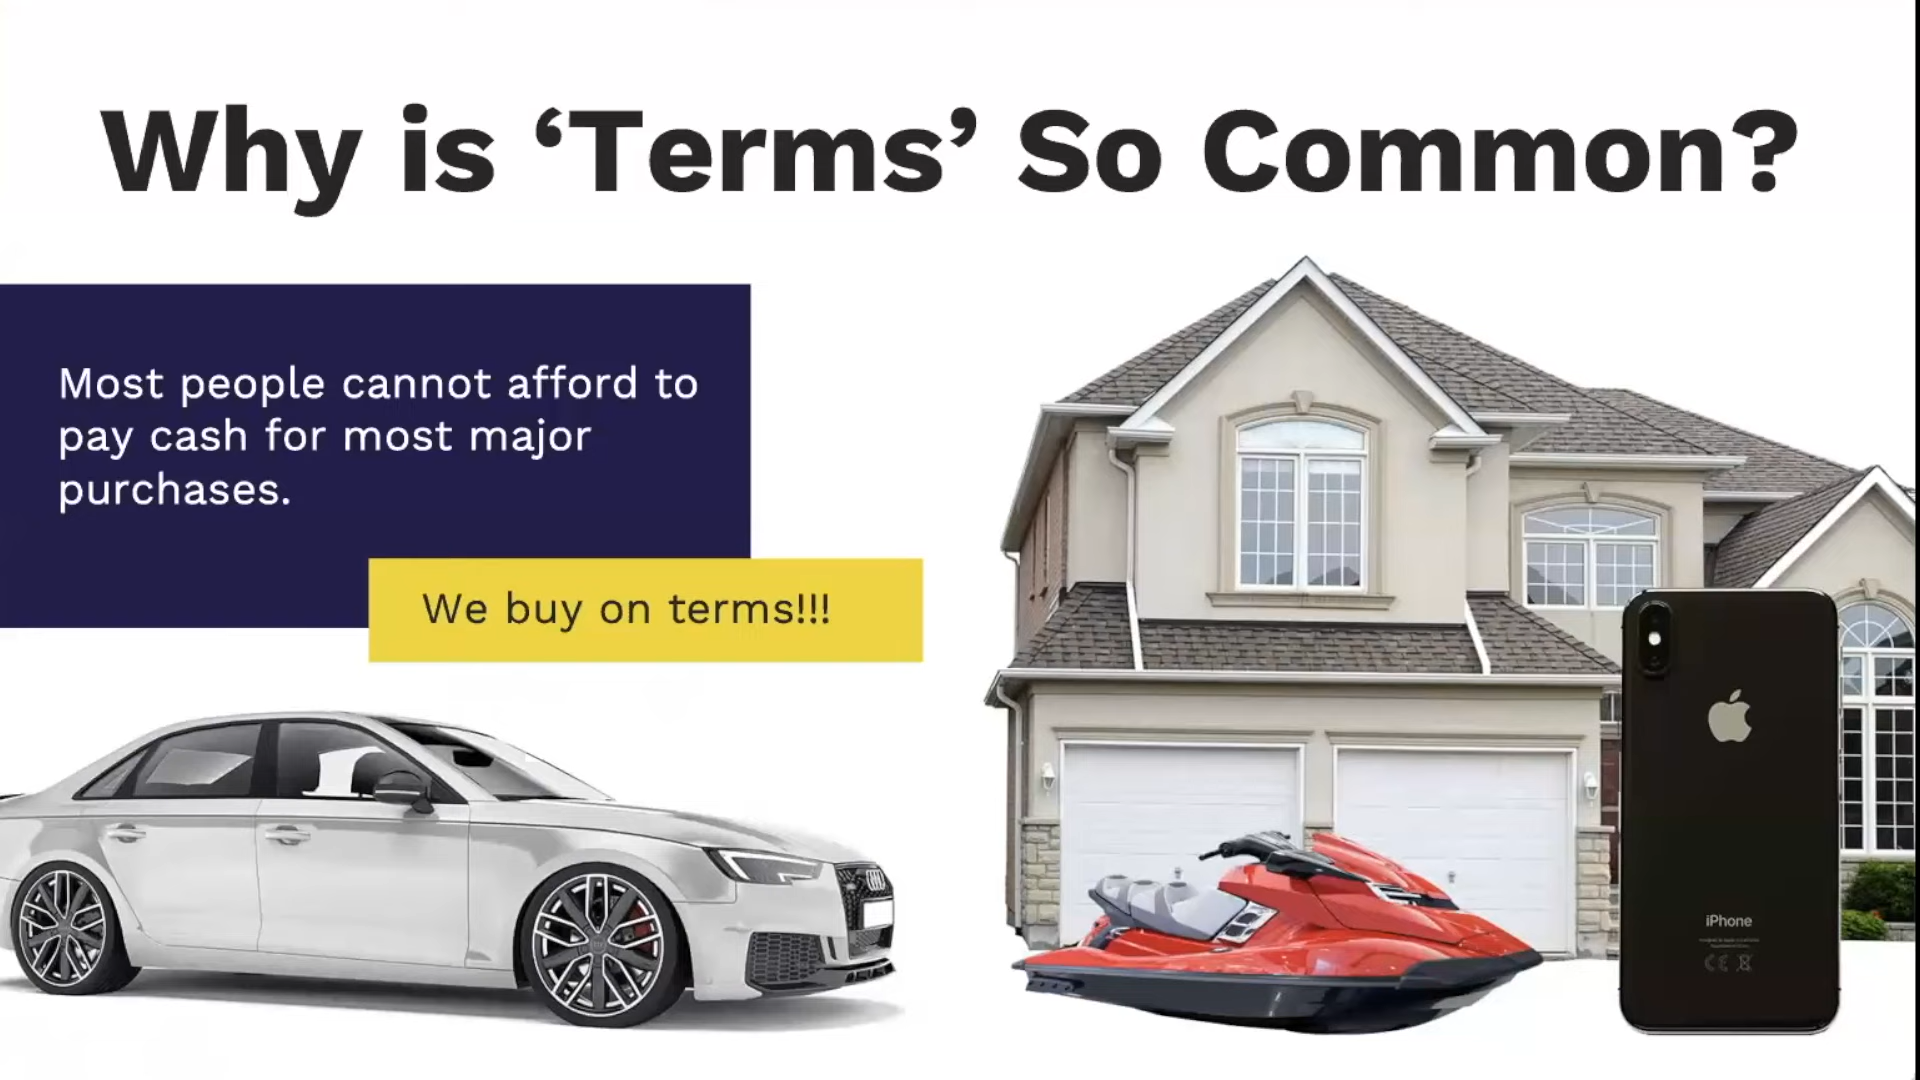 Why is ‘Terms’ So Common?
Most people cannot afford to
pay cash for most major
purchases.
We buy on terms!!!
iPhone